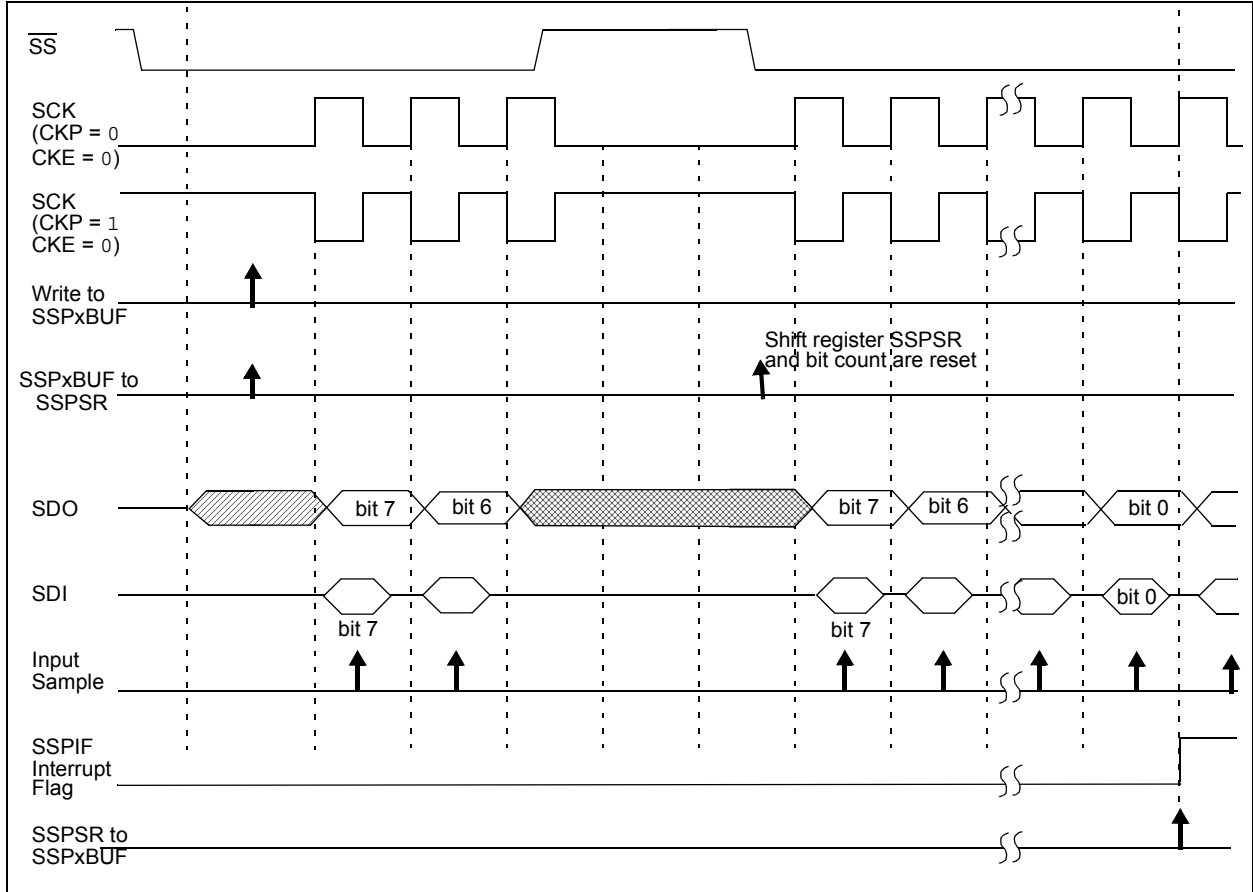 SS
SCK
(CKP = 0
CKE = 0)
SCK
(CKP = 1
CKE = 0)
Write to
SSPxBUF
Shift register SSPSR
and bit count are reset
SSPxBUF to
SSPSR
SDO
bit 7
bit 6
bit 7
bit 6
bit 0
SDI
bit 0
bit 7
bit 7
Input
Sample
SSPIF
Interrupt
Flag
SSPSR to
SSPxBUF